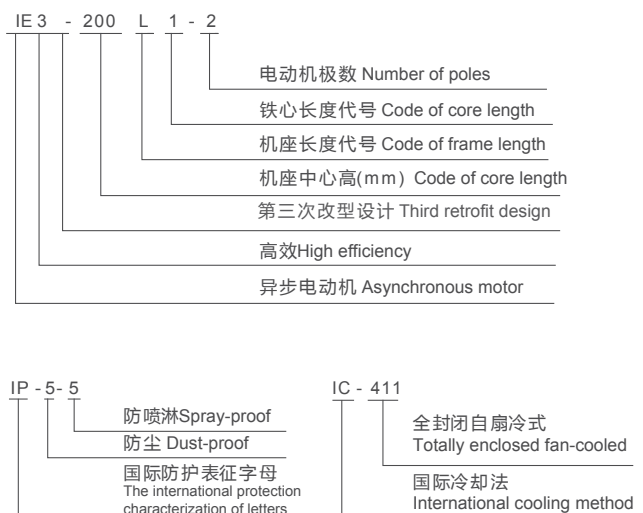 IE 3 - 200 L 1 - 2
电动机极数 Number of poles
铁心长度代号 Code of core length
机座长度代号 Code of frame length
机座中心高(mm) Code of core length
第三次改型设计 Third retrofit design
高效High efficiency
异步电动机 Asynchronous motor
IP - 5- 5
防喷淋Spray-proof
防尘 Dust-proof
国际防护表征字母
The international protection
characterization of letters
IC - 411
全封闭自扇冷式
Totally enclosed fan-cooled
国际冷却法
International cooling method